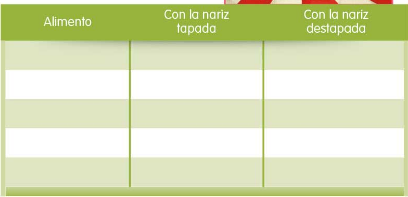 Alimento
Con la nariz
tapada
Con la nariz
destapada